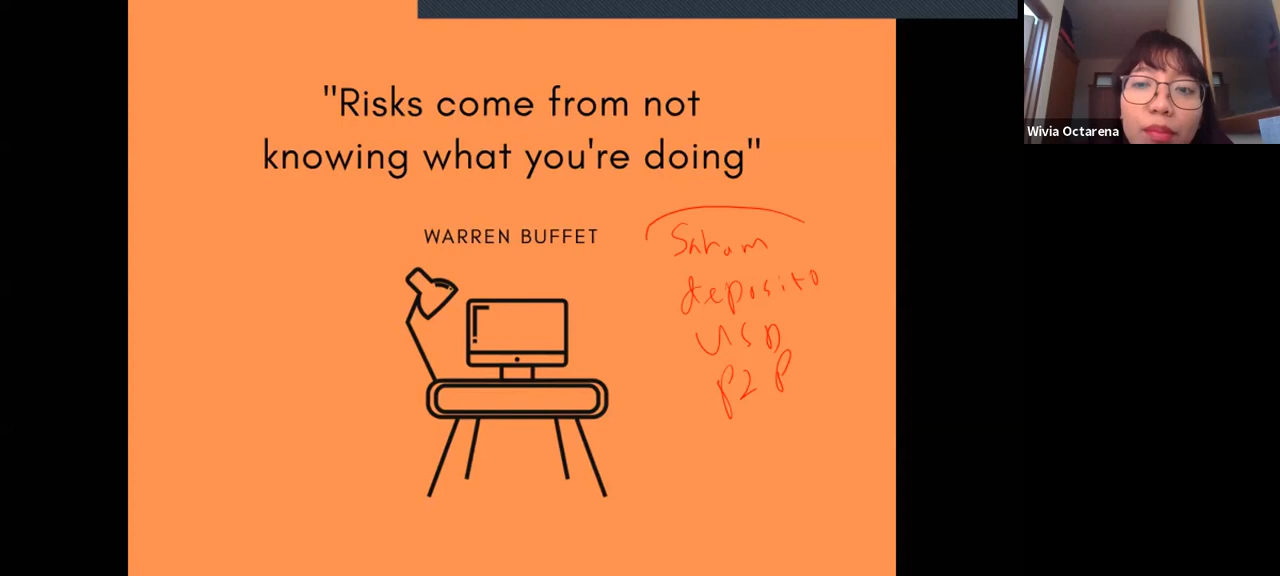 "Risks come from not
knowing what you're doing"
WARREN BUFFET
Saham
deposito
USD
P2P
Wivia Octarena